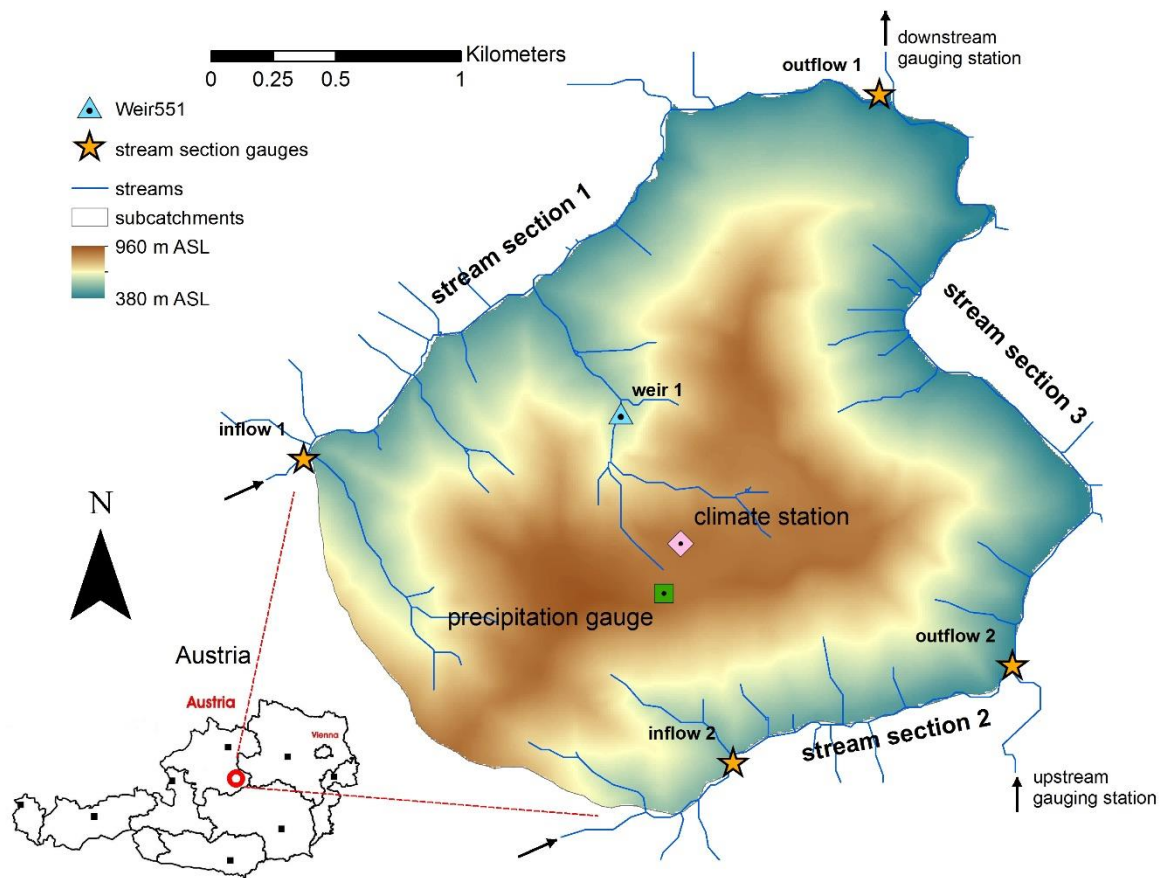 Kilometers
0 0.25 0.5 1
Weir551
stream section gauges
streams
subcatchments
960 m ASL
380 m ASL
downstream
gauging station
outflow 1
stream section 1
stream section 3
weir 1
inflow 1
N
climate station
precipitation gauge
outflow 2
inflow 2
stream section 2
upstream
gauging station
Austria
Austria
Vienna